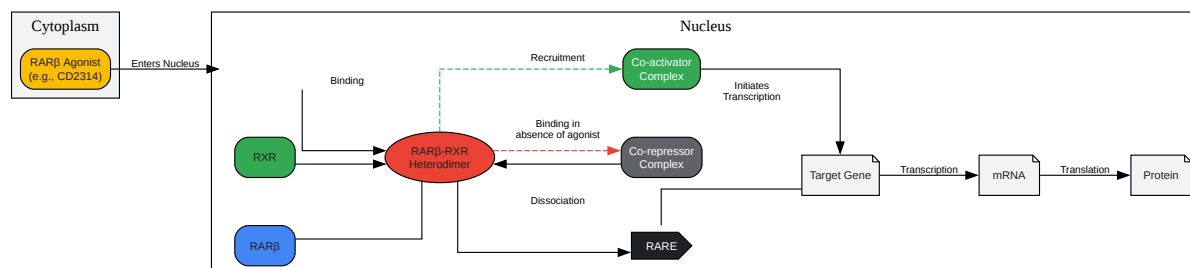 Cytoplasm
Nucleus
RARβ Agonist
(e.g., CD2314)
Enters Nucleus
Binding
Recruitment
Co-activator
Complex
Initiates
Transcription
Binding in
absence of agonist
RXR
RARβ-RXR
Heterodimer
Co-repressor
Complex
Target Gene
Transcription
mRNA
Translation
Protein
Dissociation
RARβ
RARE